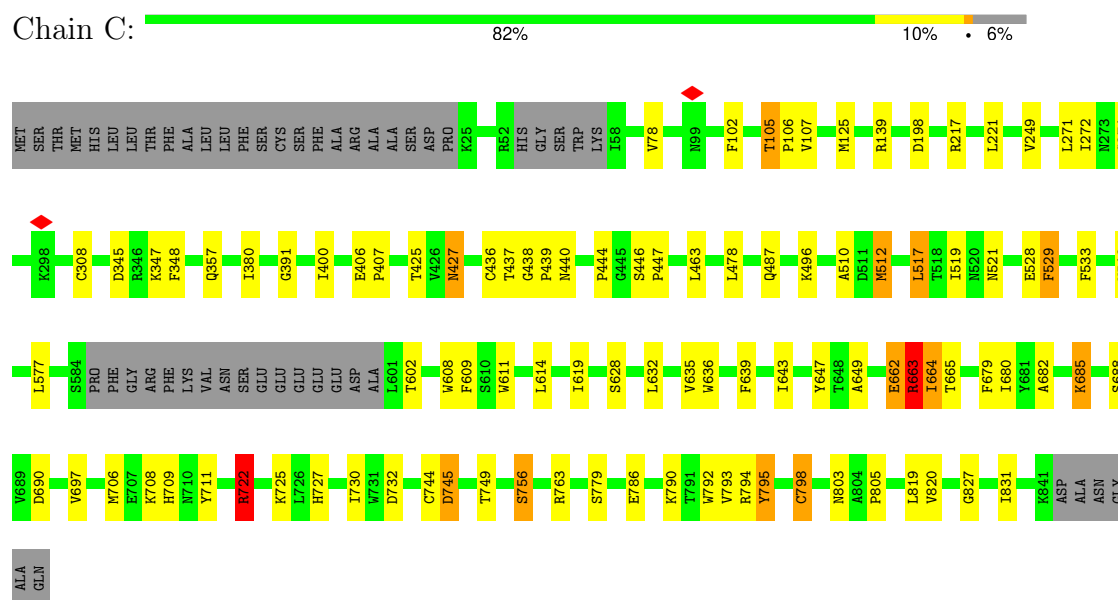 Chain C:
82% 10% • 6%
MET SER THR MET HIS LEU LEU THR PHE ALA LEU LEU PHE SER CYS SER PHE ALA ARG ALA ALA SER ASP PRO K25 R52 HIS GLY SER TRP LYS I58 V78 N99 F102 T105 P106 V107 M125 R139 D198 R217 L221 V249 L271 I272 N273
K298 C308 D345 R346 K347 F348 Q357 I380 G391 I400 E406 P407 T425 V426 N427 C436 T437 G438 P439 N440 P444 G445 S446 P447 L463 L478 Q487 K496 A510 D511 M512 L517 T518 I519 N520 N521 E528 F529 F533
L577 S584 PRO PHE GLY ARG PHE LYS VAL ASN SER GLU GLU GLU GLU GLU ASP ALA L601 T602 W608 F609 S610 W611 L614 I619 S628 L632 V635 W636 F639 I643 Y647 T648 A649 E662 R663 I664 T665 F679 I680 Y681 A682 K685 S688
V689 D690 V697 M706 E707 K708 H709 N710 Y711 R722 K725 L726 H727 I730 W731 D732 C744 D745 T749 S756 R763 S779 E786 K790 T791 W792 V793 R794 Y795 C798 N803 A804 P805 L819 V820 G827 I831 K841 ASP ALA ASN GLY
ALA GLN